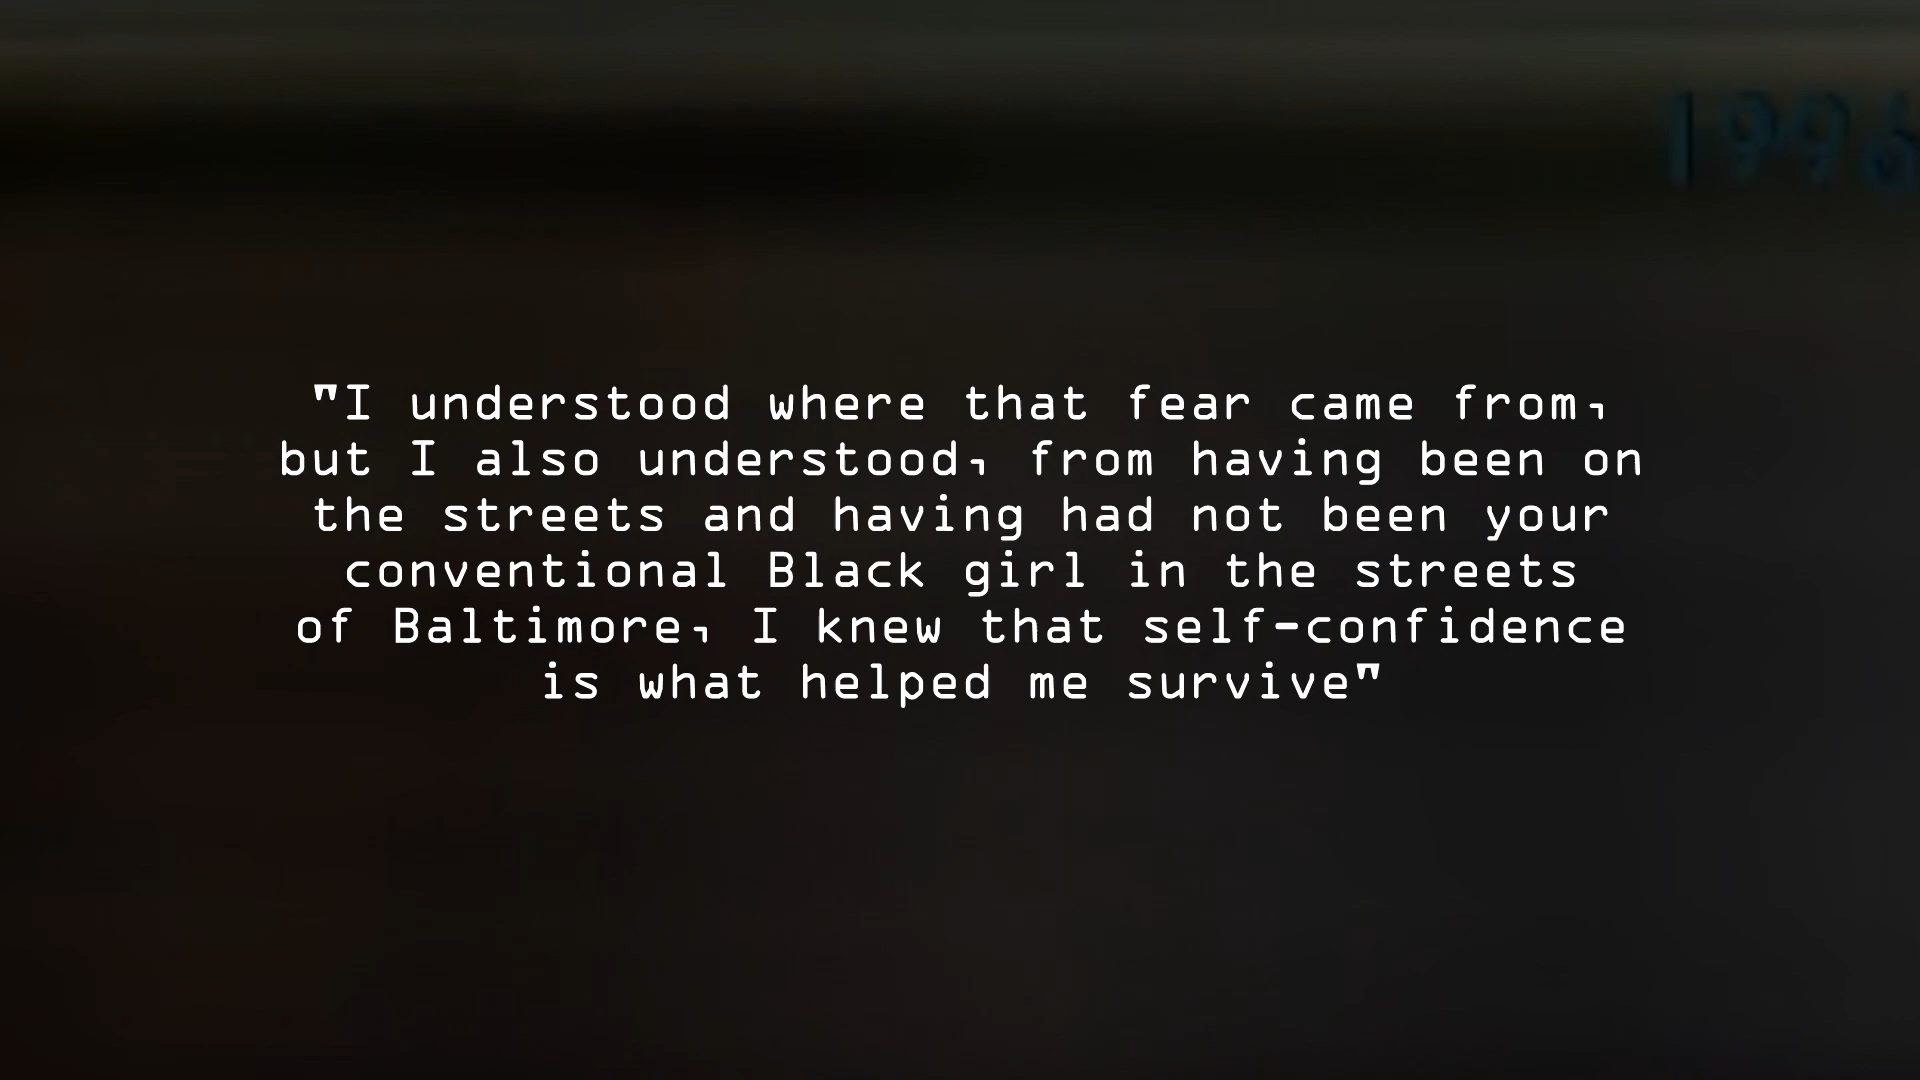 1996
"I understood where that fear came from,
but I also understood, from having been on
the streets and having had not been your
conventional Black girl in the streets
of Baltimore, I knew that self-confidence
is what helped me survive"